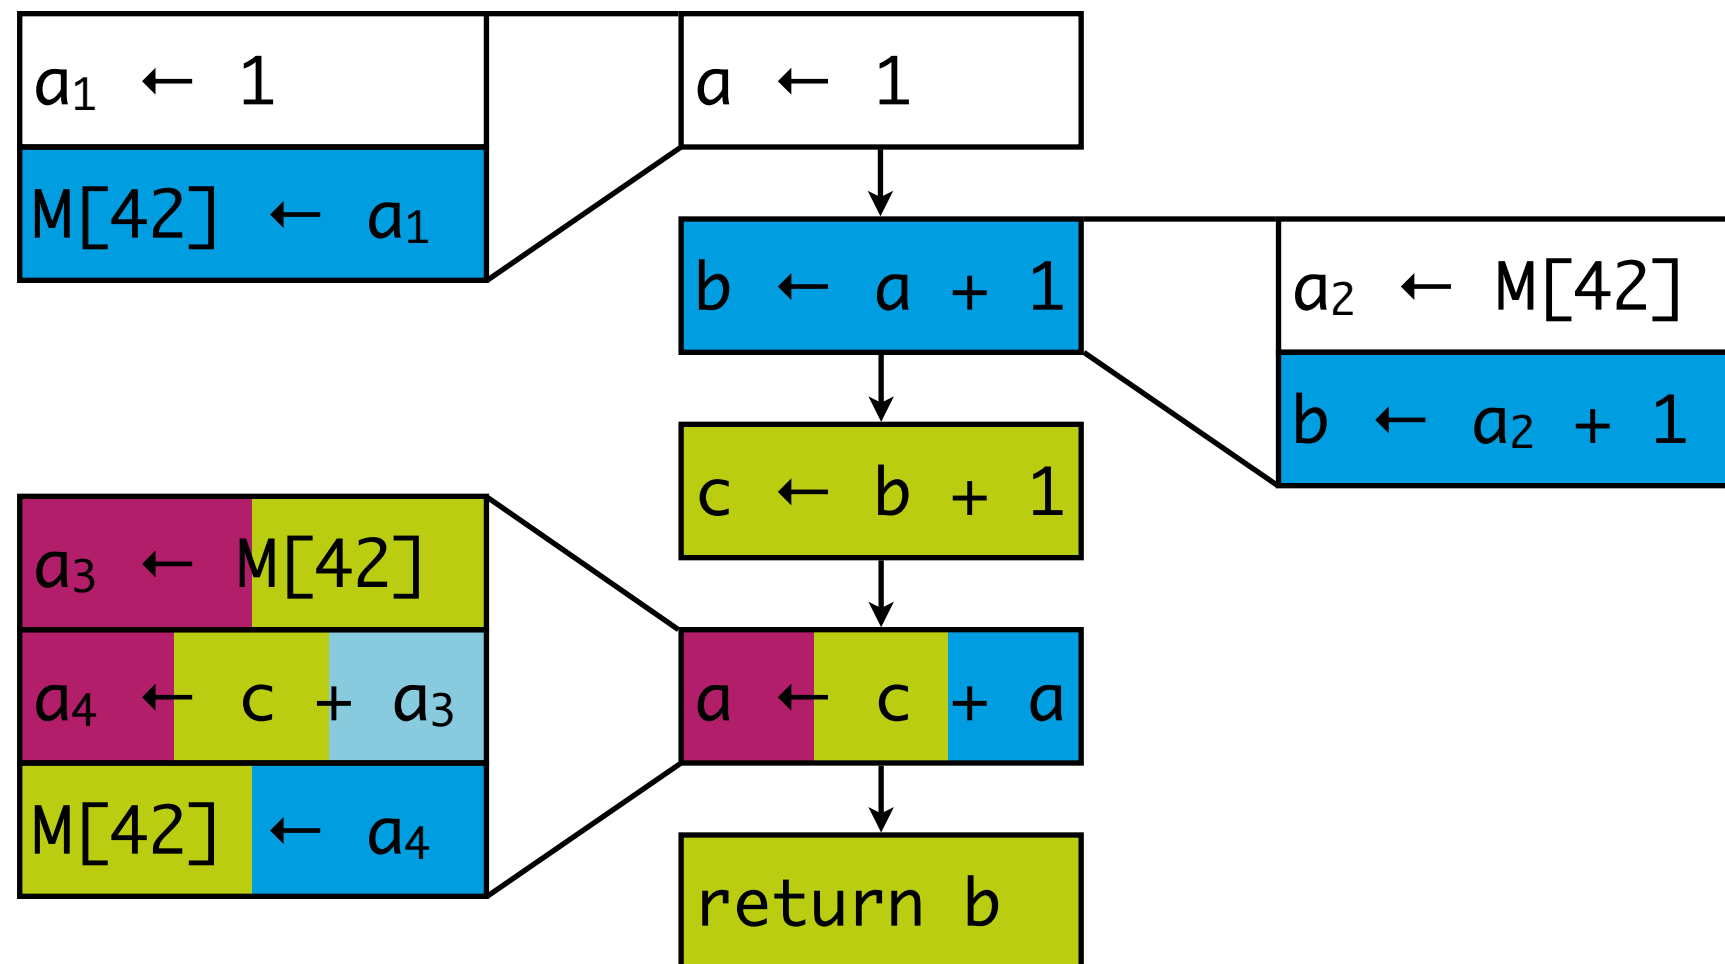 a₁ ← 1
M[42] ← a₁
a ← 1
b ← a + 1
a₂ ← M[42]
b ← a₂ + 1
c ← b + 1
a₃ ← M[42]
a₄ ← c + a₃
M[42] ← a₄
a ← c + a
return b